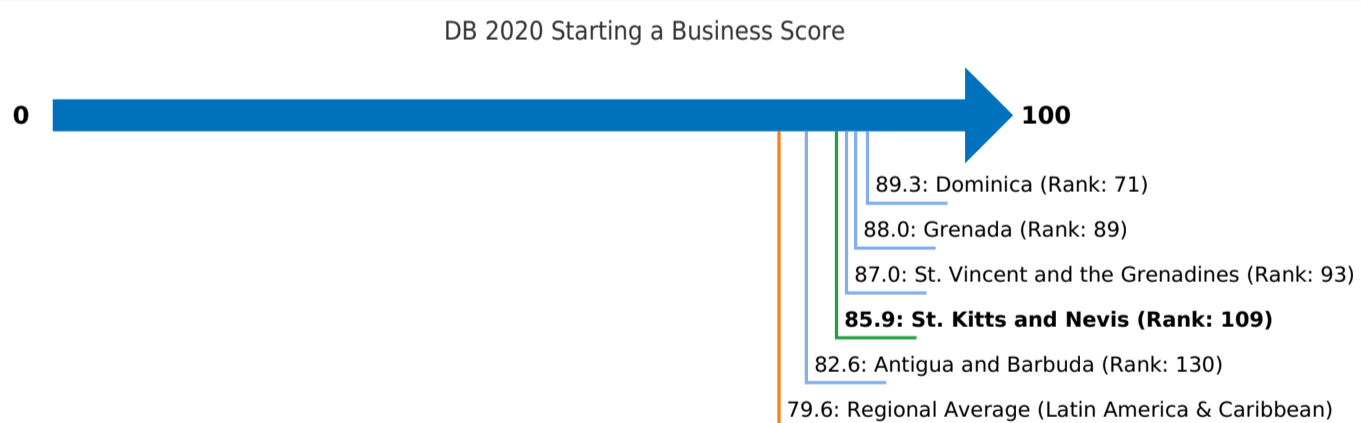 DB 2020 Starting a Business Score
0
100
89.3: Dominica (Rank: 71)
88.0: Grenada (Rank: 89)
87.0: St. Vincent and the Grenadines (Rank: 93)
85.9: St. Kitts and Nevis (Rank: 109)
82.6: Antigua and Barbuda (Rank: 130)
79.6: Regional Average (Latin America & Caribbean)